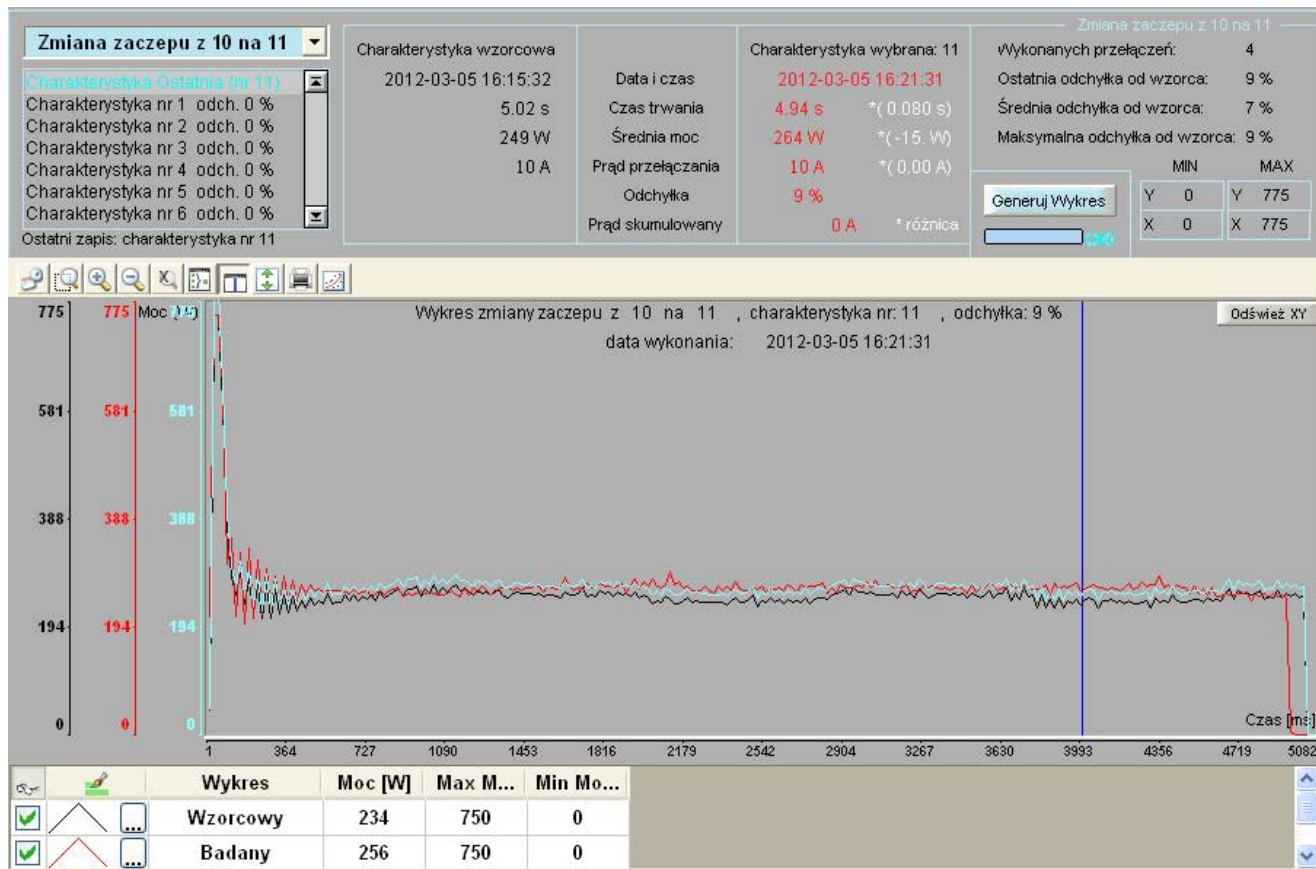 Zmiana zaczepu z 10 na 11
Zmiana zaczepu z 10 na 11
Charakterystyka Ostatnia (nr 11)
Charakterystyka nr 1 odch. 0 %
Charakterystyka nr 2 odch. 0 %
Charakterystyka nr 3 odch. 0 %
Charakterystyka nr 4 odch. 0 %
Charakterystyka nr 5 odch. 0 %
Charakterystyka nr 6 odch. 0 %
Ostatni zapis: charakterystyka nr 11
Charakterystyka wzorcowa Charakterystyka wybrana: 11
2012-03-05 16:15:32 Data i czas 2012-03-05 16:21:31
5.02 s Czas trwania 4.94 s *( 0.080 s)
249 W Średnia moc 264 W *( -15. W)
10 A Prąd przełączania 10 A *( 0.00 A)
Odchyłka 9 %
Prąd skumulowany 0 A * różnica
Wykonanych przełączeń: 4
Ostatnia odchyłka od wzorca: 9 %
Średnia odchyłka od wzorca: 7 %
Maksymalna odchyłka od wzorca: 9 %
MIN MAX
Generuj Wykres Y 0 Y 775
X 0 X 775
775 775 Moc
Wykres zmiany zaczepu z 10 na 11 , charakterystyka nr: 11 , odchyłka: 9 %
Odśwież XY
data wykonania: 2012-03-05 16:21:31
581 581 581
388 388 388
194 194 194
0 0 0
Czas [ms]
1 364 727 1090 1453 1816 2179 2542 2904 3267 3630 3993 4356 4719 5082
Wykres Moc [W] Max M... Min Mo...
... Wzorcowy 234 750 0
... Badany 256 750 0